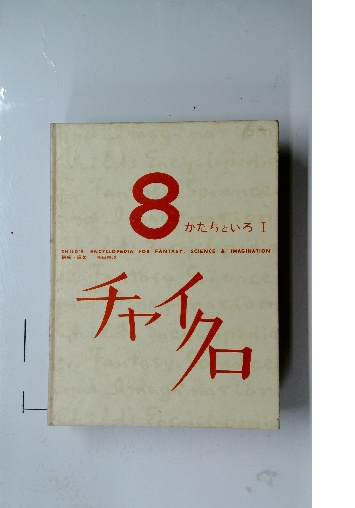 8
かたちといろ I
CHILD'S ENCYCLOPEDIA FOR FANTASY, SCIENCE & IMAGINATION
チャイクロ